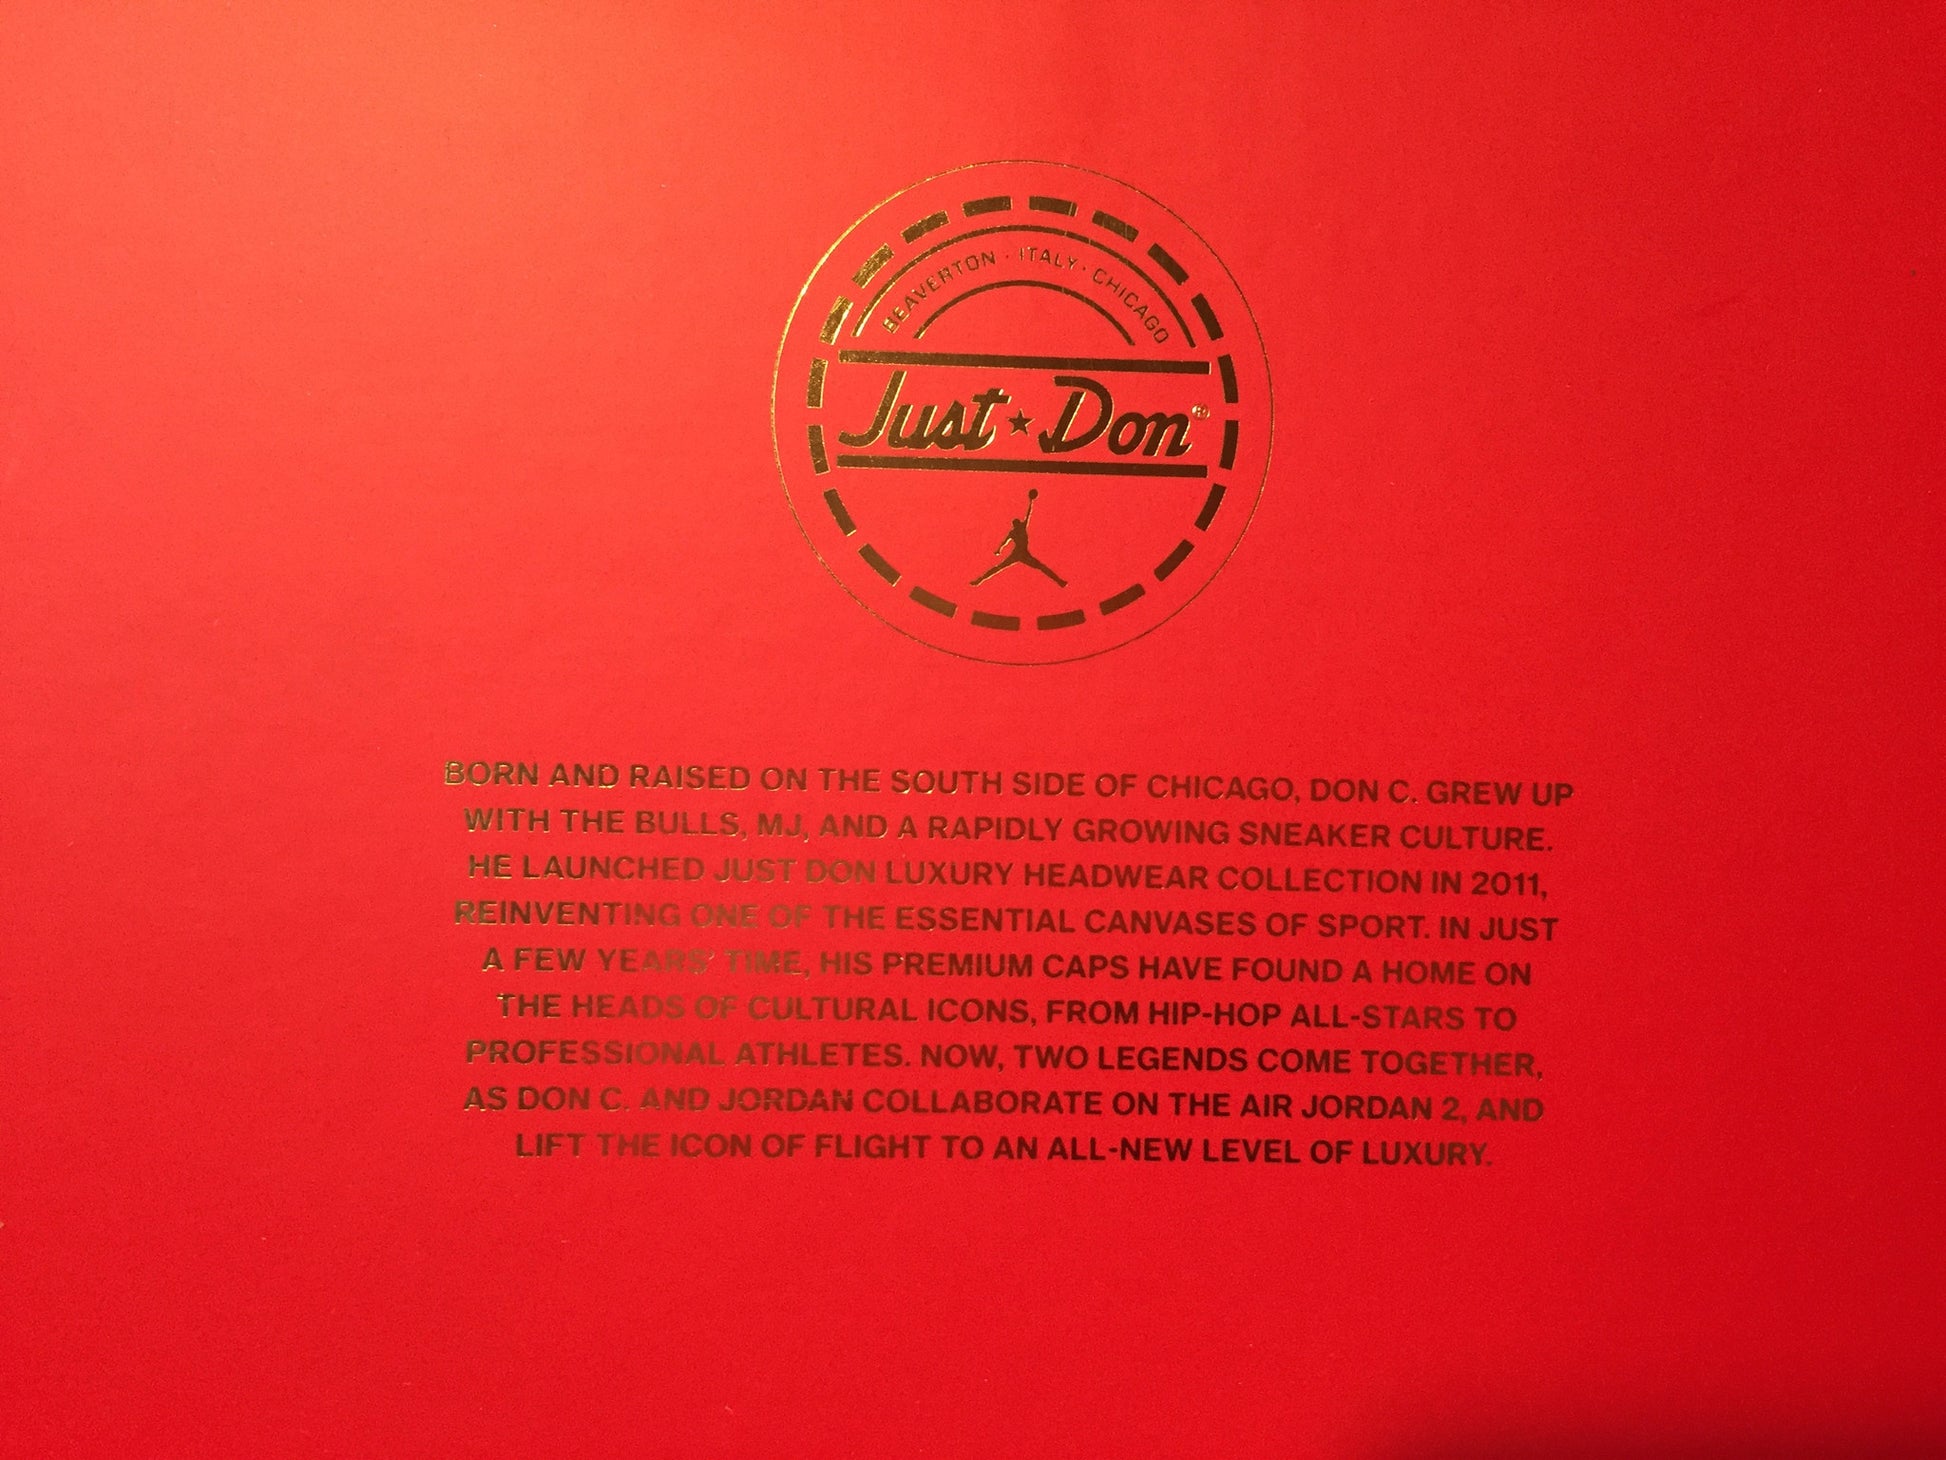 BEAVERTON · ITALY · CHICAGO
Just ★ Don®
BORN AND RAISED ON THE SOUTH SIDE OF CHICAGO, DON C. GREW UP
WITH THE BULLS, MJ, AND A RAPIDLY GROWING SNEAKER CULTURE.
HE LAUNCHED JUST DON LUXURY HEADWEAR COLLECTION IN 2011,
REINVENTING ONE OF THE ESSENTIAL CANVASES OF SPORT. IN JUST
A FEW YEARS' TIME, HIS PREMIUM CAPS HAVE FOUND A HOME ON
THE HEADS OF CULTURAL ICONS, FROM HIP-HOP ALL-STARS TO
PROFESSIONAL ATHLETES. NOW, TWO LEGENDS COME TOGETHER,
AS DON C. AND JORDAN COLLABORATE ON THE AIR JORDAN 2, AND
LIFT THE ICON OF FLIGHT TO AN ALL-NEW LEVEL OF LUXURY.